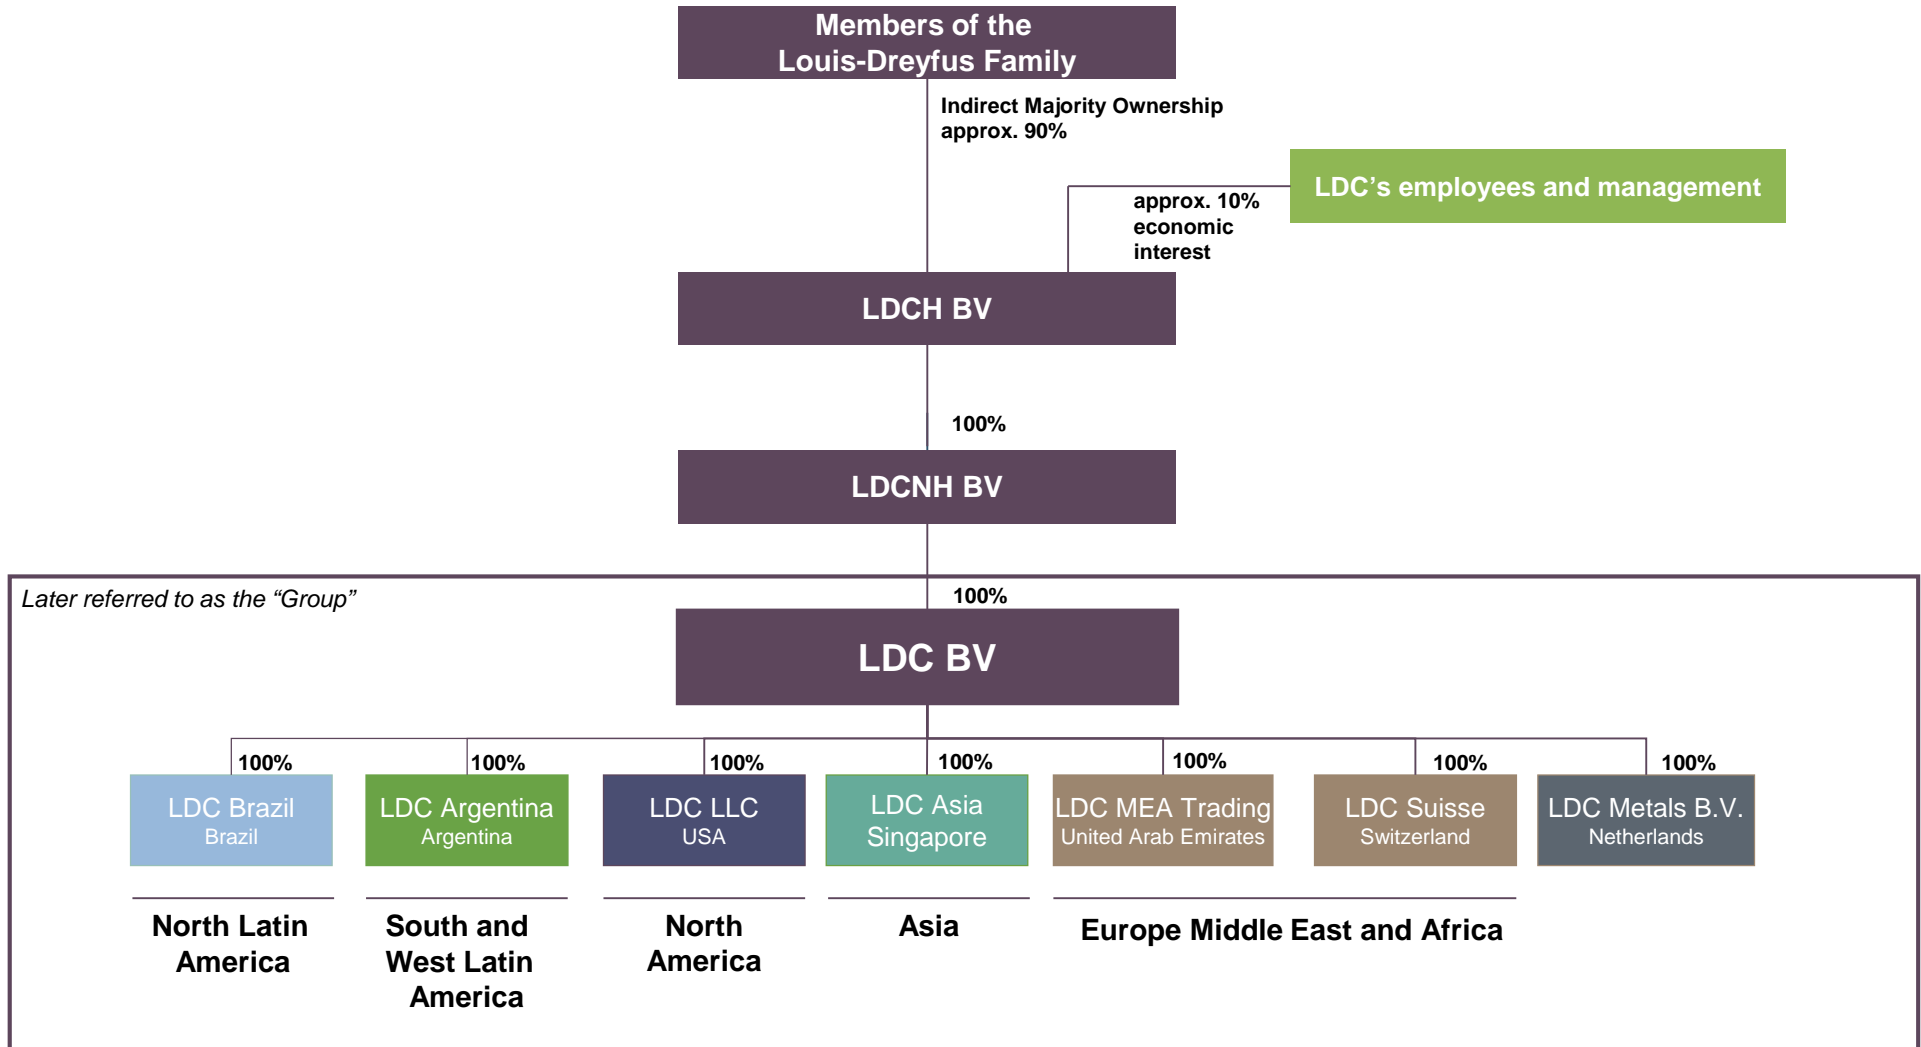 Members of the
Louis-Dreyfus Family
Indirect Majority Ownership
approx. 90%
LDC’s employees and management
approx. 10%
economic
interest
LDCH BV
100%
LDCNH BV
Later referred to as the “Group”
100%
LDC BV
100%
100%
100%
100%
100%
100%
100%
LDC Brazil
Brazil
LDC Argentina
Argentina
LDC LLC
USA
LDC Asia
Singapore
LDC MEA Trading
United Arab Emirates
LDC Suisse
Switzerland
LDC Metals B.V.
Netherlands
North Latin
America
South and
West Latin
America
North
America
Asia
Europe Middle East and Africa